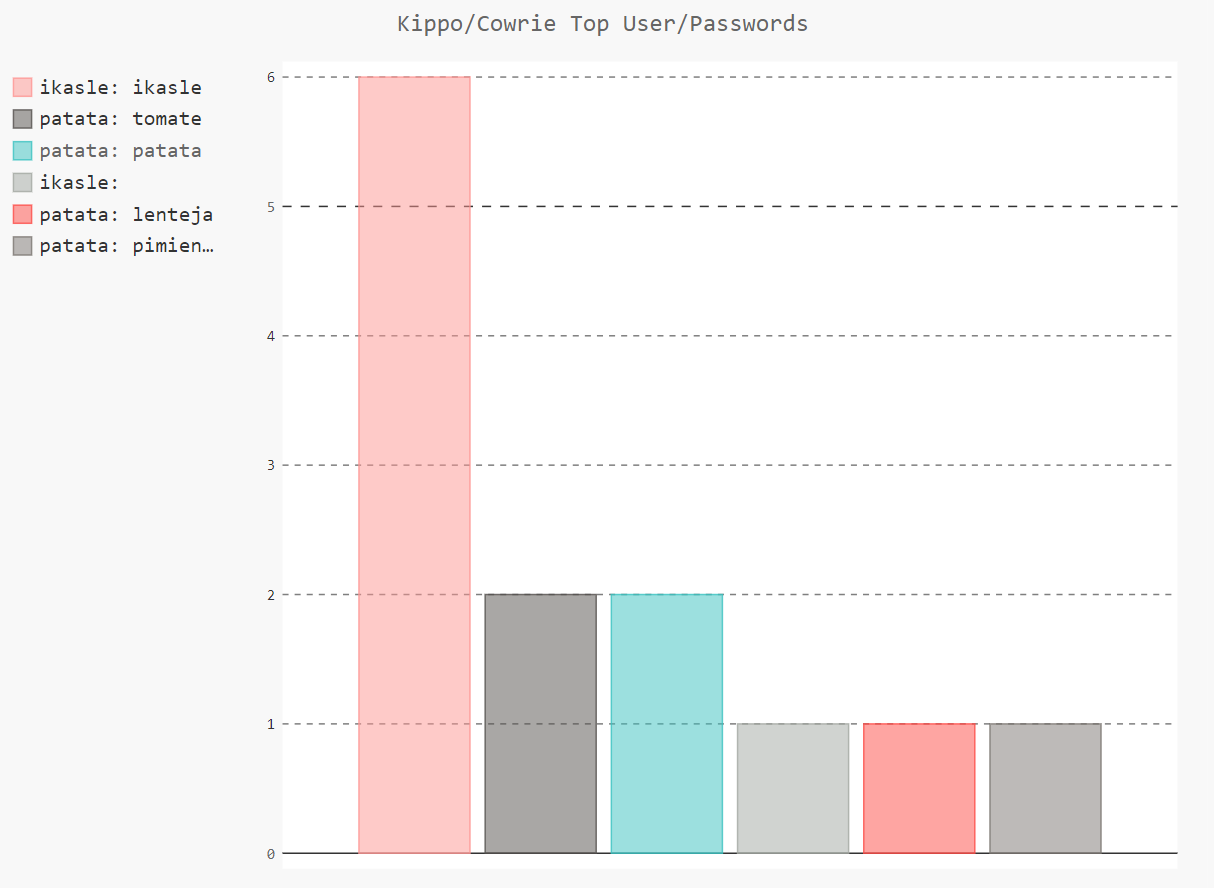 Kippo/Cowrie Top User/Passwords
ikasle: ikasle
patata: tomate
patata: patata
ikasle:
patata: lenteja
patata: pimien…
6
5
4
3
2
1
0